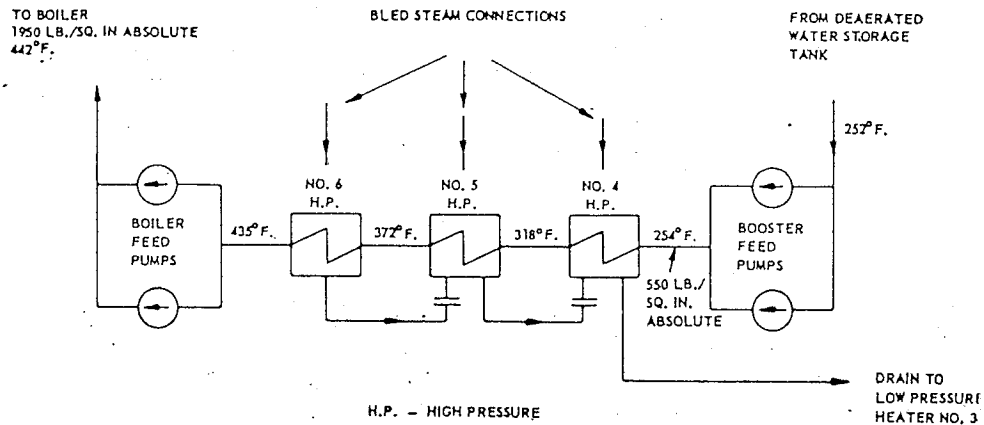 TO BOILER
1950 LB./SQ. IN ABSOLUTE
442°F.
BLED STEAM CONNECTIONS
FROM DEAERATED
WATER STORAGE
TANK
252°F.
NO. 6
H.P.
NO. 5
H.P.
NO. 4
H.P.
BOILER
FEED
PUMPS
435°F.
372°F.
318°F.
254°F.
BOOSTER
FEED
PUMPS
550 LB./
SQ. IN.
ABSOLUTE
DRAIN TO
LOW PRESSURE
HEATER NO. 3
H.P. – HIGH PRESSURE